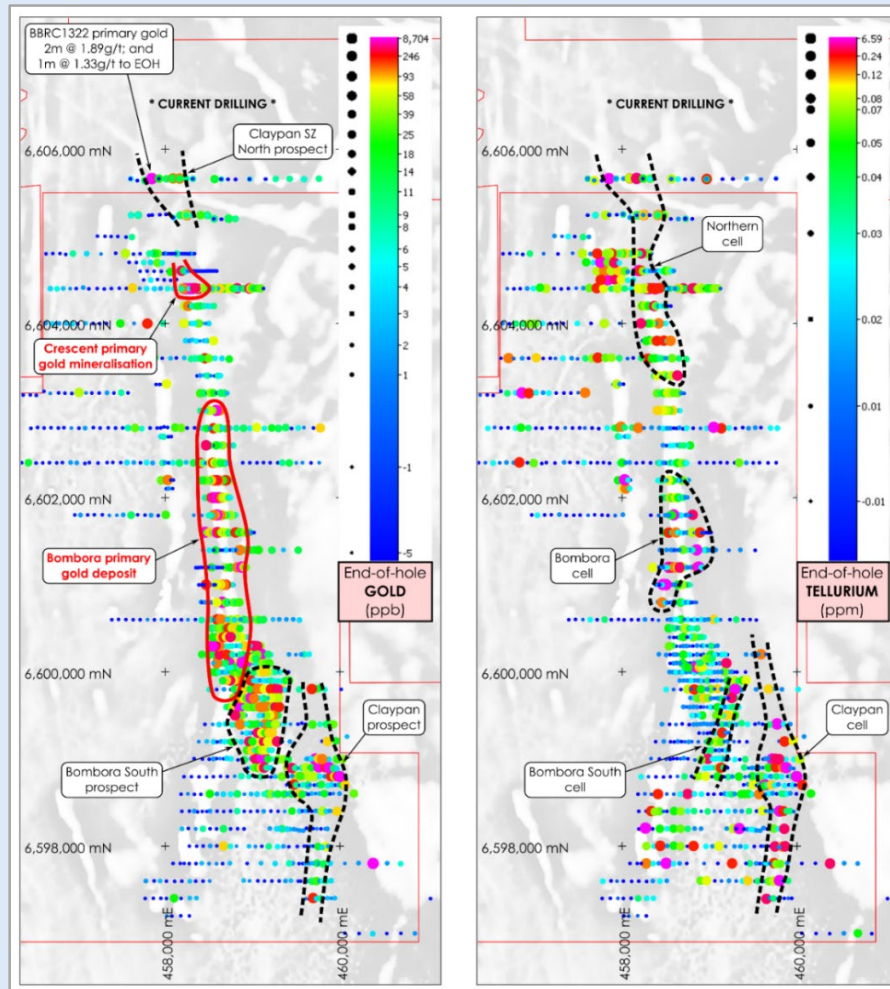 BBRC1322 primary gold
2m @ 1.89g/t; and
1m @ 1.33g/t to EOH
* CURRENT DRILLING *
Claypan SZ
North prospect
6,606,000 mN
6,604,000 mN
Crescent primary
gold mineralisation
6,602,000 mN
Bombora primary
gold deposit
6,600,000 mN
Claypan
prospect
Bombora South
prospect
6,598,000 mN
458,000 mE
460,000 mE
8,704
246
93
58
39
25
18
11
9
8
6
5
4
3
2
1
-1
-5
End-of-hole
GOLD
(ppb)
* CURRENT DRILLING *
6,606,000 mN
Northern
cell
6,604,000 mN
6,602,000 mN
Bombora
cell
6,600,000 mN
Claypan
cell
Bombora South
cell
6,598,000 mN
458,000 mE
460,000 mE
6.59
0.24
0.12
0.08
0.07
0.05
0.04
0.03
0.02
0.01
-0.01
End-of-hole
TELLURIUM
(ppm)